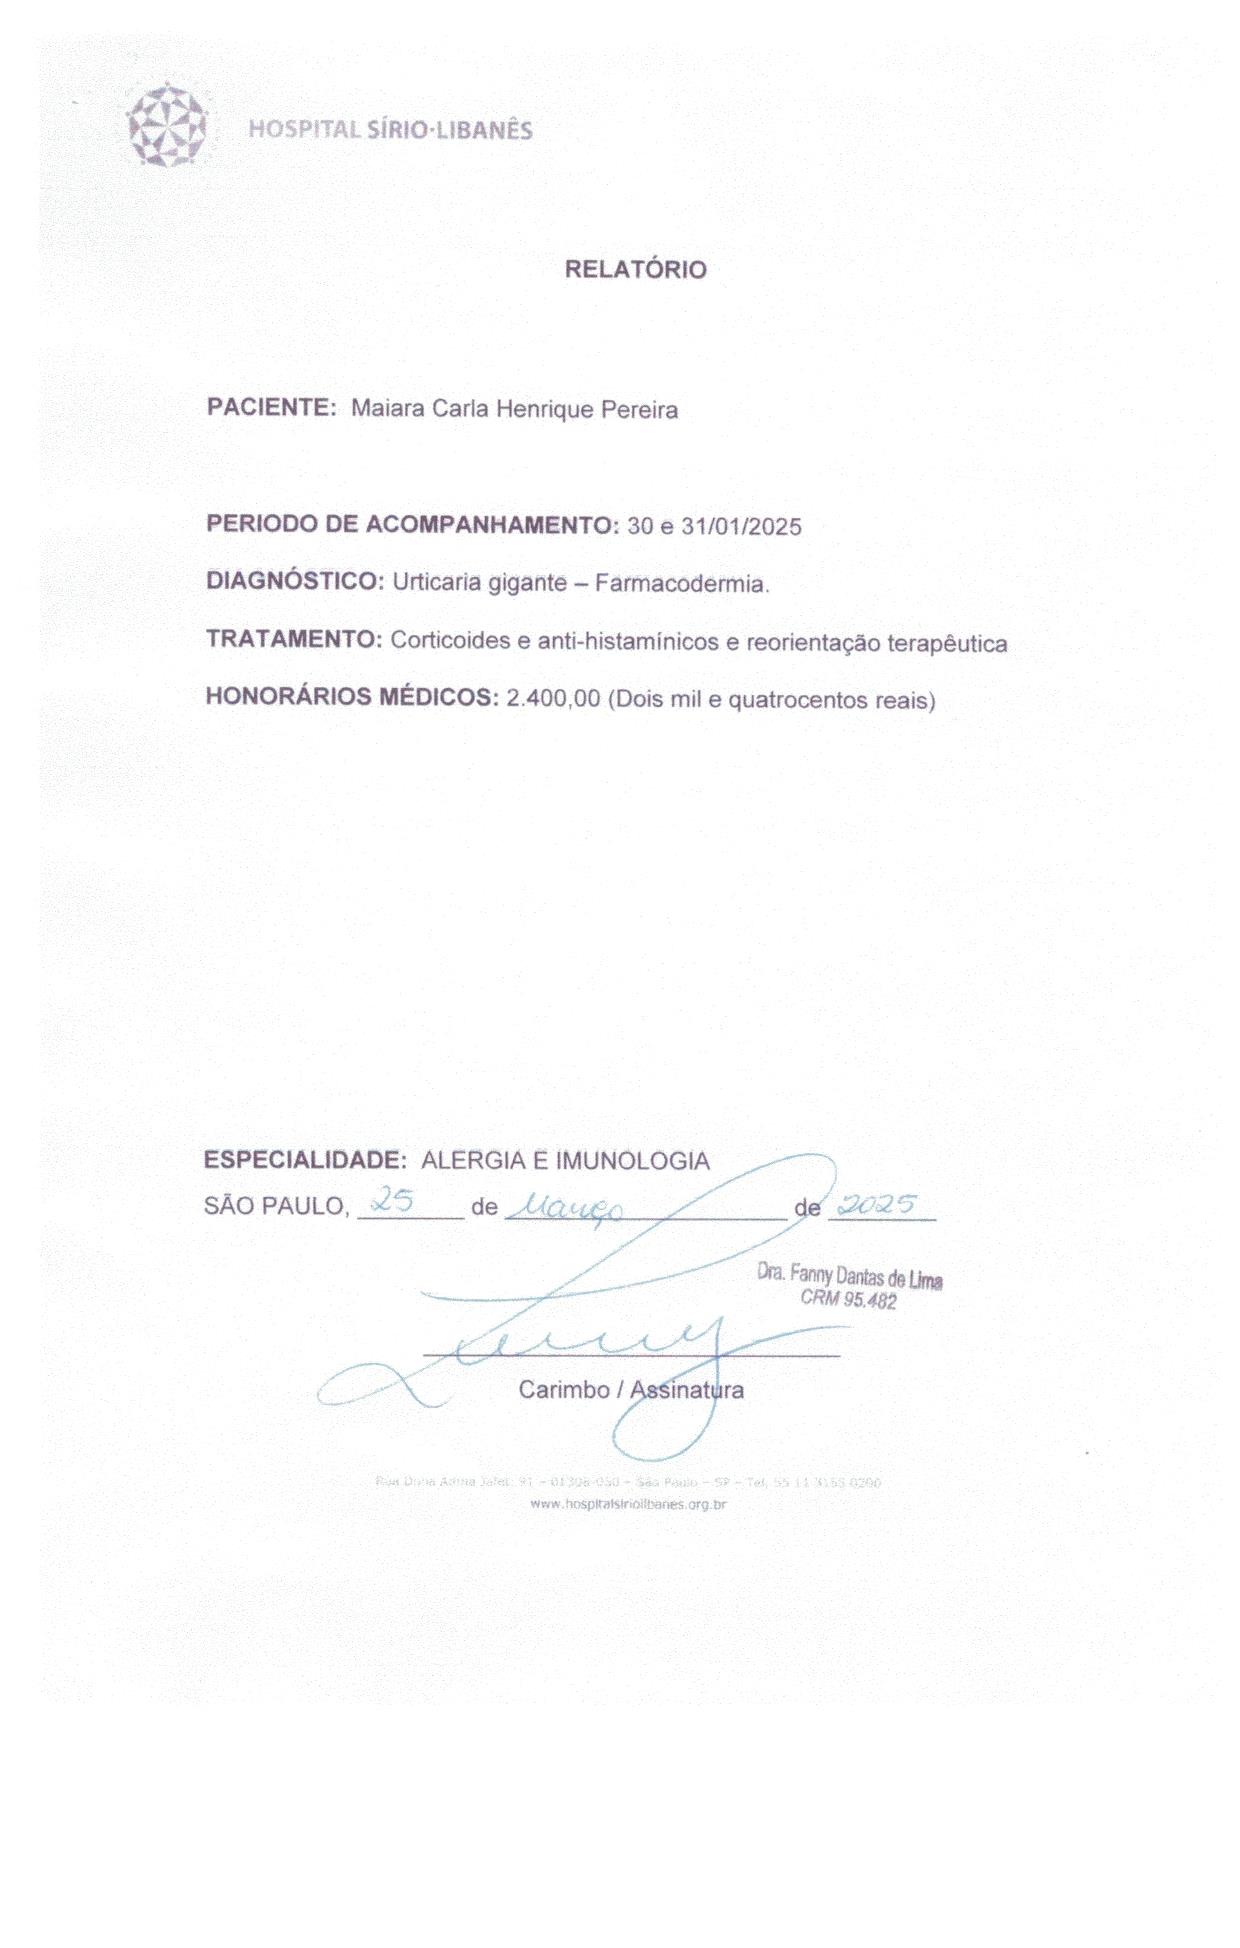 HOSPITAL SÍRIO·LIBANÊS
RELATÓRIO
PACIENTE: Maiara Carla Henrique Pereira
PERIODO DE ACOMPANHAMENTO: 30 e 31/01/2025
DIAGNÓSTICO: Urticaria gigante – Farmacodermia.
TRATAMENTO: Corticoides e anti-histamínicos e reorientação terapêutica
HONORÁRIOS MÉDICOS: 2.400,00 (Dois mil e quatrocentos reais)
ESPECIALIDADE: ALERGIA E IMUNOLOGIA
SÃO PAULO, 25 de Março de 2025
Dra. Fanny Dantas de Lima
CRM 95.482
Carimbo / Assinatura
Rua Dona Adma Jafet, 91 – 01308-050 – São Paulo – SP – Tel. 55 11 3155 0200
www.hospitalsiriolibanes.org.br